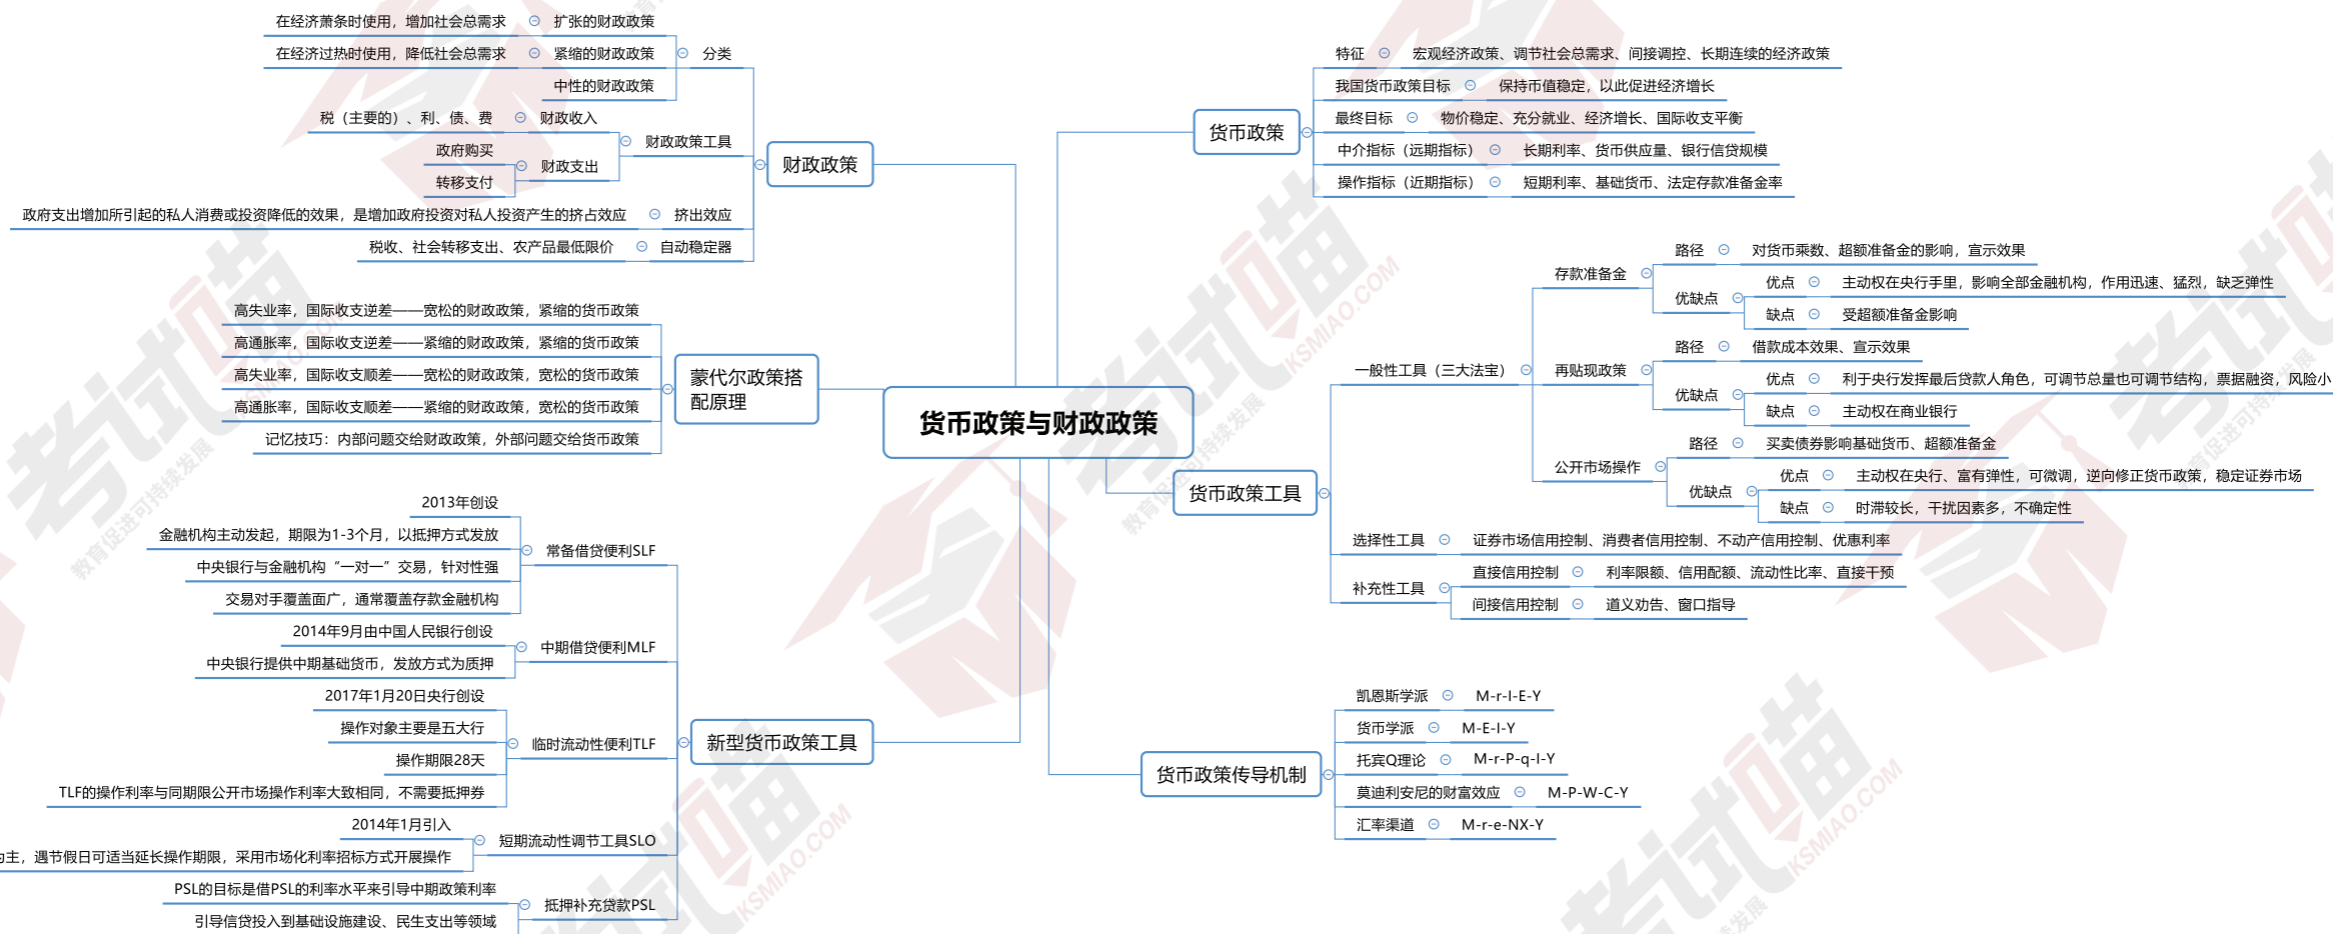 货币政策与财政政策
财政政策
分类
扩张的财政政策
在经济萧条时使用，增加社会总需求
紧缩的财政政策
在经济过热时使用，降低社会总需求
中性的财政政策
财政政策工具
财政收入
税（主要的）、利、债、费
财政支出
政府购买
转移支付
挤出效应
政府支出增加所引起的私人消费或投资降低的效果，是增加政府投资对私人投资产生的挤占效应
自动稳定器
税收、社会转移支出、农产品最低限价
蒙代尔政策搭
配原理
高失业率，国际收支逆差——宽松的财政政策，紧缩的货币政策
高通胀率，国际收支逆差——紧缩的财政政策，紧缩的货币政策
高失业率，国际收支顺差——宽松的财政政策，宽松的货币政策
高通胀率，国际收支顺差——紧缩的财政政策，宽松的货币政策
记忆技巧：内部问题交给财政政策，外部问题交给货币政策
新型货币政策工具
常备借贷便利SLF
2013年创设
金融机构主动发起，期限为1-3个月，以抵押方式发放
中央银行与金融机构“一对一”交易，针对性强
交易对手覆盖面广，通常覆盖存款金融机构
中期借贷便利MLF
2014年9月由中国人民银行创设
中央银行提供中期基础货币，发放方式为质押
临时流动性便利TLF
2017年1月20日央行创设
操作对象主要是五大行
操作期限28天
TLF的操作利率与同期限公开市场操作利率大致相同，不需要抵押券
短期流动性调节工具SLO
2014年1月引入
为主，遇节假日可适当延长操作期限，采用市场化利率招标方式开展操作
抵押补充贷款PSL
PSL的目标是借PSL的利率水平来引导中期政策利率
引导信贷投入到基础设施建设、民生支出等领域
货币政策
特征
宏观经济政策、调节社会总需求、间接调控、长期连续的经济政策
我国货币政策目标
保持币值稳定，以此促进经济增长
最终目标
物价稳定、充分就业、经济增长、国际收支平衡
中介指标（远期指标）
长期利率、货币供应量、银行信贷规模
操作指标（近期指标）
短期利率、基础货币、法定存款准备金率
货币政策工具
一般性工具（三大法宝）
存款准备金
路径
对货币乘数、超额准备金的影响，宣示效果
优缺点
优点
主动权在央行手里，影响全部金融机构，作用迅速、猛烈，缺乏弹性
缺点
受超额准备金影响
再贴现政策
路径
借款成本效果、宣示效果
优缺点
优点
利于央行发挥最后贷款人角色，可调节总量也可调节结构，票据融资，风险小
缺点
主动权在商业银行
公开市场操作
路径
买卖债券影响基础货币、超额准备金
优缺点
优点
主动权在央行、富有弹性，可微调，逆向修正货币政策，稳定证券市场
缺点
时滞较长，干扰因素多，不确定性
选择性工具
证券市场信用控制、消费者信用控制、不动产信用控制、优惠利率
补充性工具
直接信用控制
利率限额、信用配额、流动性比率、直接干预
间接信用控制
道义劝告、窗口指导
货币政策传导机制
凯恩斯学派
M-r-I-E-Y
货币学派
M-E-I-Y
托宾Q理论
M-r-P-q-I-Y
莫迪利安尼的财富效应
M-P-W-C-Y
汇率渠道
M-r-e-NX-Y
考试喵
KSMIAO.COM
教育促进可持续发展